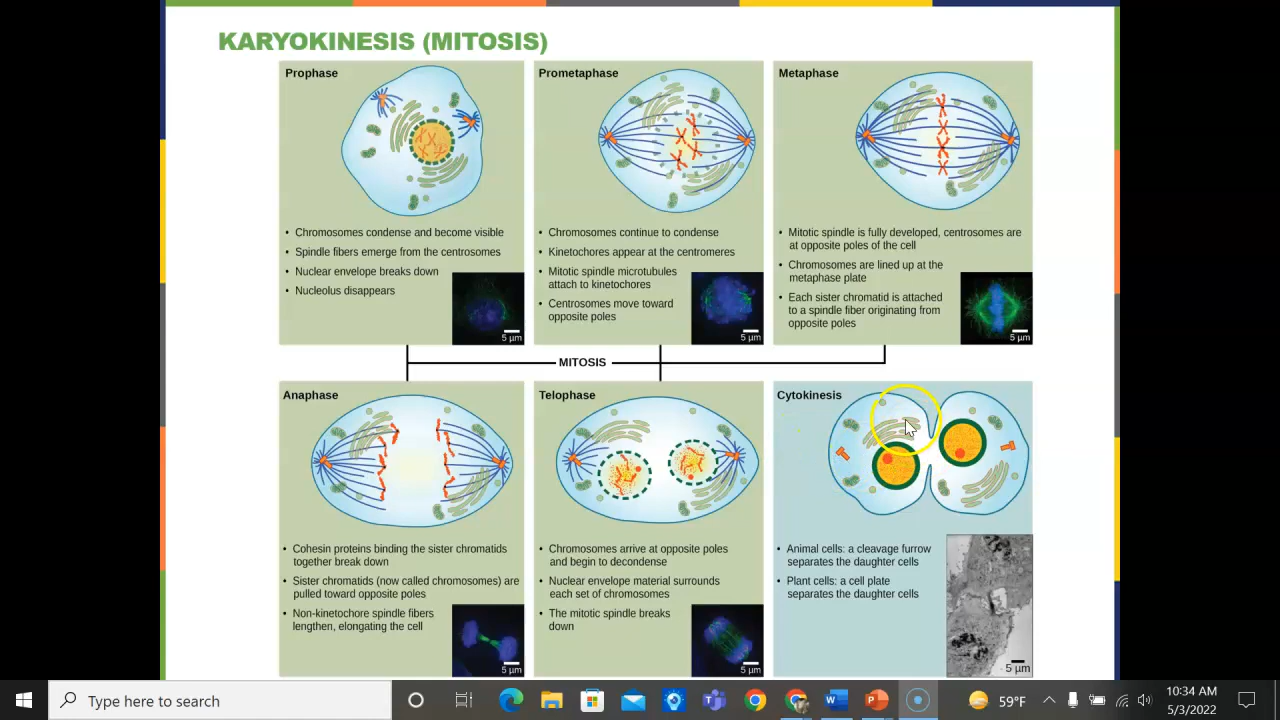 KARYOKINESIS (MITOSIS)
Prophase
• Chromosomes condense and become visible
• Spindle fibers emerge from the centrosomes
• Nuclear envelope breaks down
• Nucleolus disappears
5 µm
Prometaphase
• Chromosomes continue to condense
• Kinetochores appear at the centromeres
• Mitotic spindle microtubules
attach to kinetochores
• Centrosomes move toward
opposite poles
5 µm
Metaphase
• Mitotic spindle is fully developed, centrosomes are
at opposite poles of the cell
• Chromosomes are lined up at the
metaphase plate
• Each sister chromatid is attached
to a spindle fiber originating from
opposite poles
5 µm
MITOSIS
Anaphase
• Cohesin proteins binding the sister chromatids
together break down
• Sister chromatids (now called chromosomes) are
pulled toward opposite poles
• Non-kinetochore spindle fibers
lengthen, elongating the cell
5 µm
Telophase
• Chromosomes arrive at opposite poles
and begin to decondense
• Nuclear envelope material surrounds
each set of chromosomes
• The mitotic spindle breaks
down
5 µm
Cytokinesis
• Animal cells: a cleavage furrow
separates the daughter cells
• Plant cells: a cell plate
separates the daughter cells
5 µm
Type here to search
59°F
10:34 AM
5/3/2022